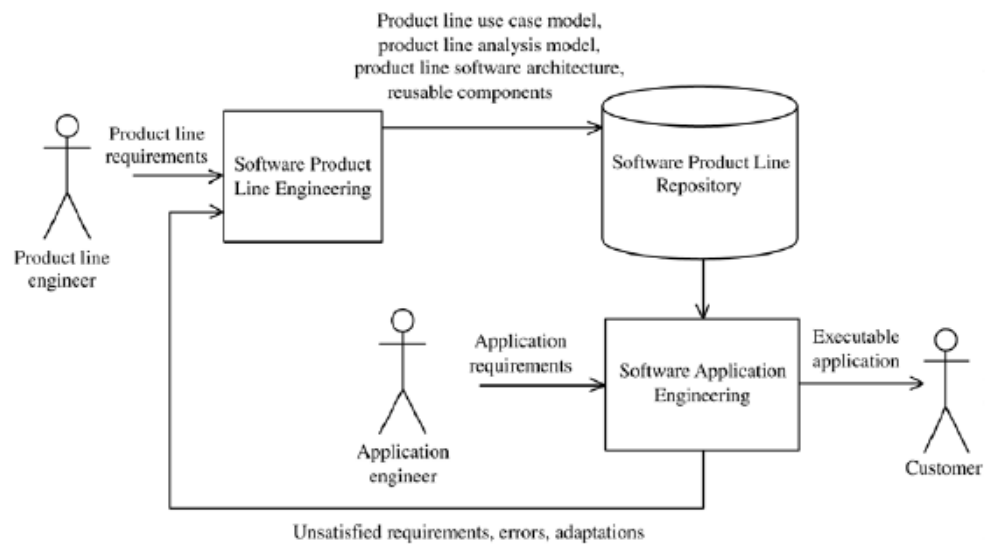 Product line use case model,
product line analysis model,
product line software architecture,
reusable components
Product line
requirements
Software Product
Line Engineering
Software Product Line
Repository
Product line
engineer
Application
requirements
Software Application
Engineering
Executable
application
Application
engineer
Customer
Unsatisfied requirements, errors, adaptations